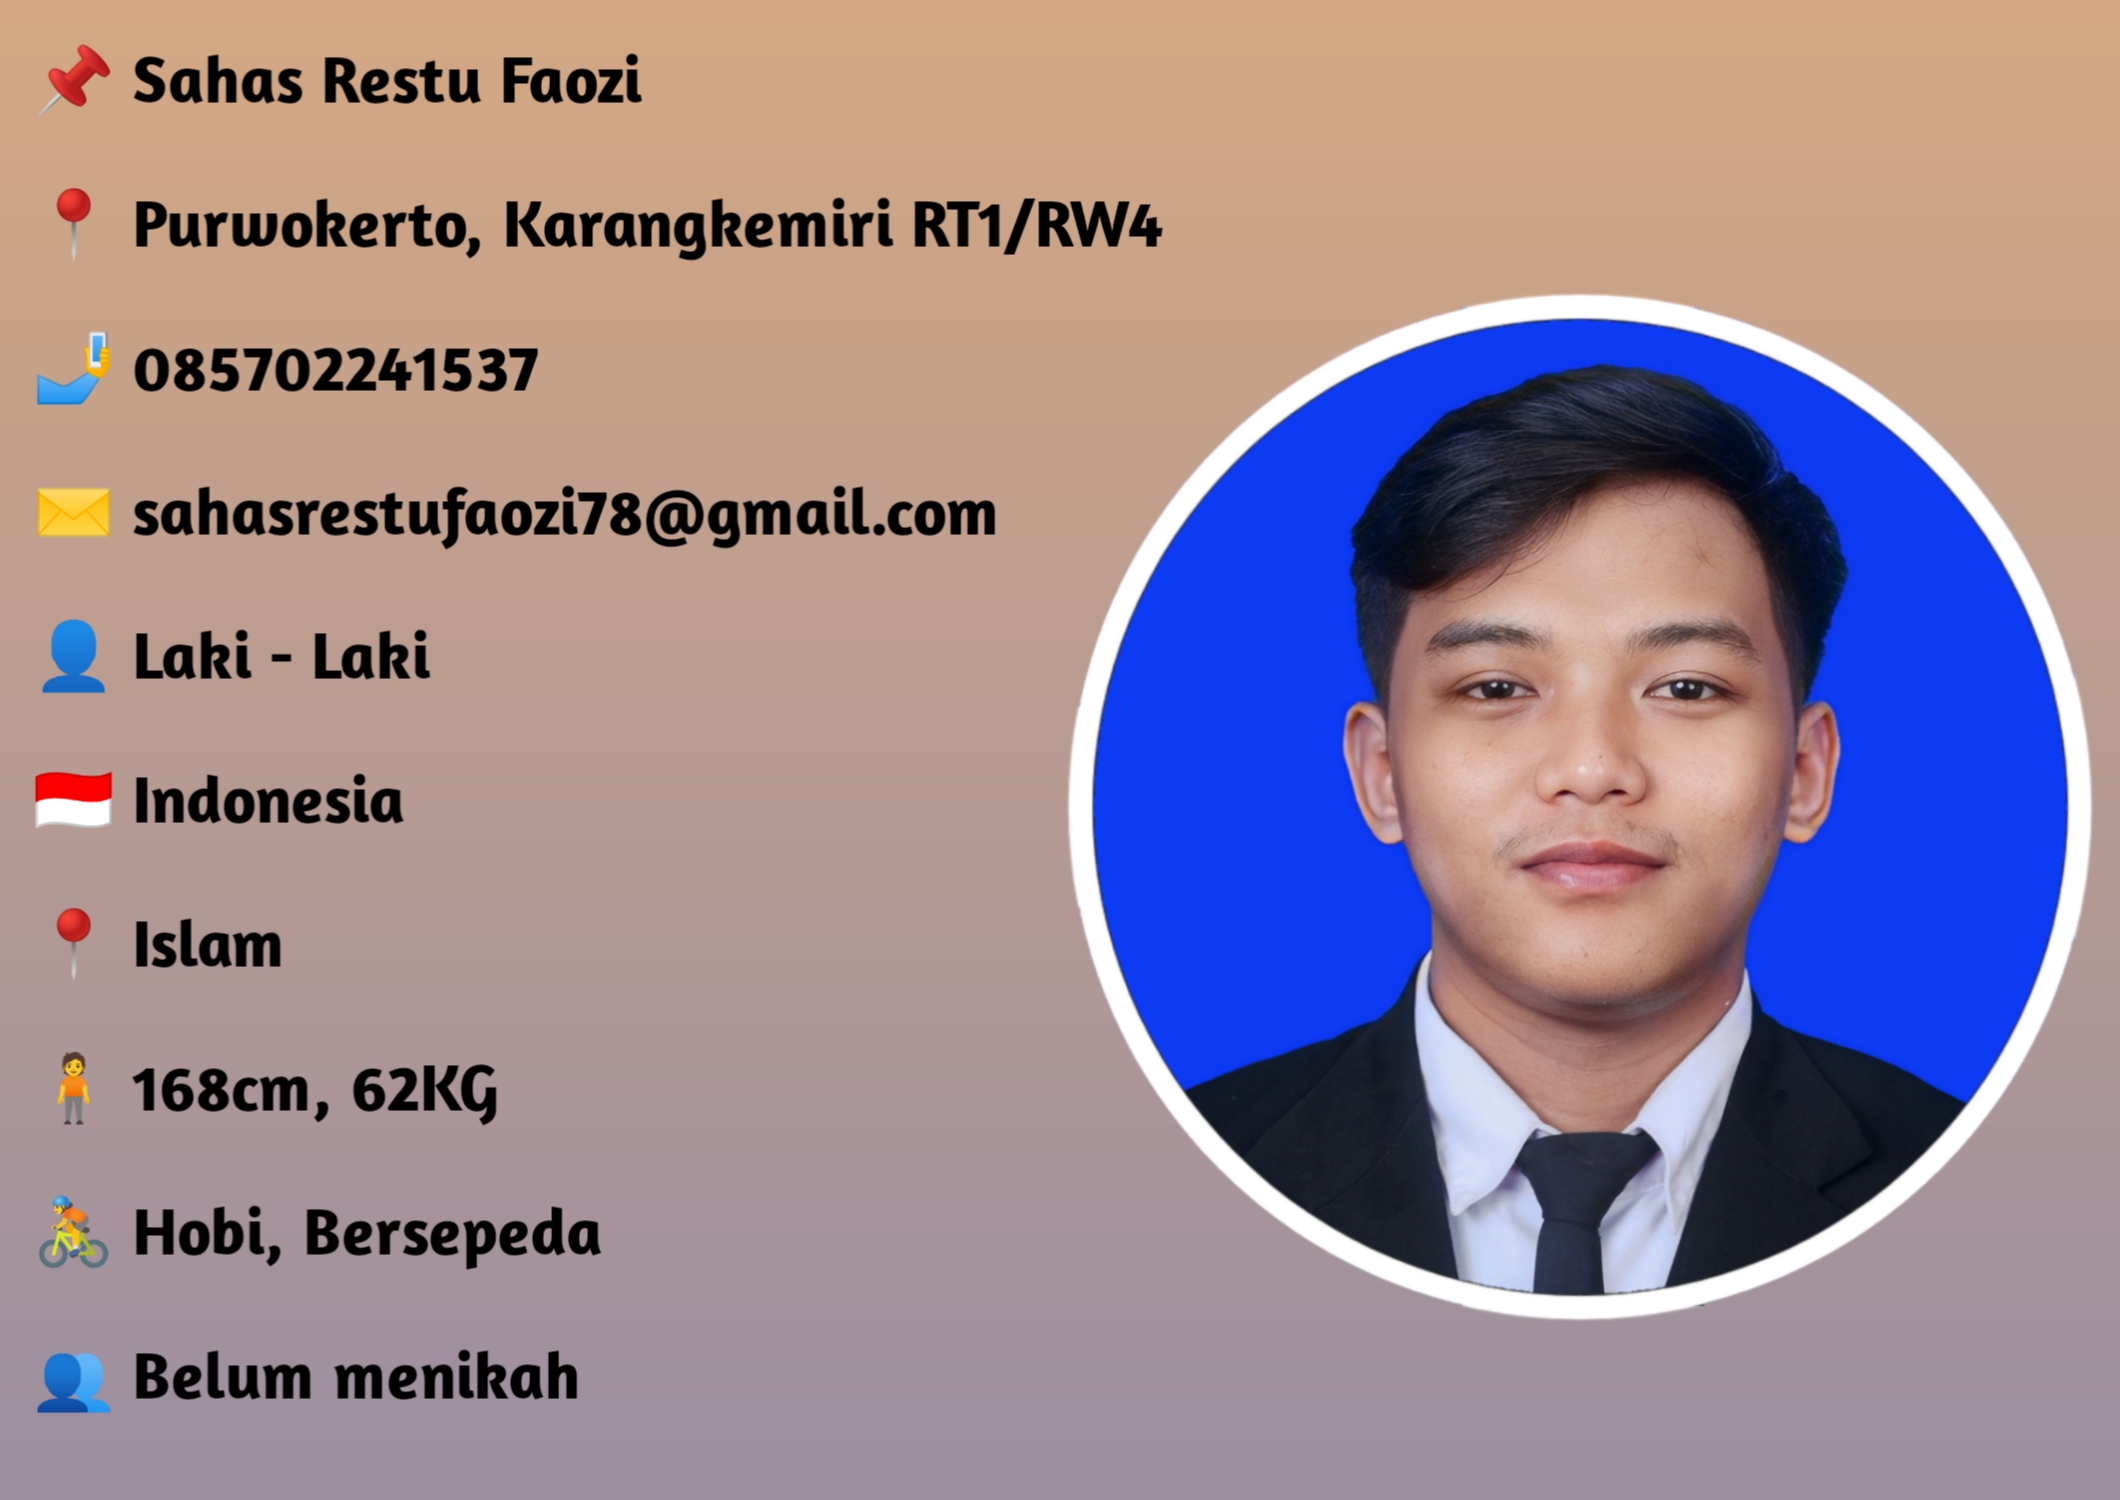 Sahas Restu Faozi
Purwokerto, Karangkemiri RT1/RW4
085702241537
sahasrestufaozi78@gmail.com
Laki - Laki
Indonesia
Islam
168cm, 62KG
Hobi, Bersepeda
Belum menikah